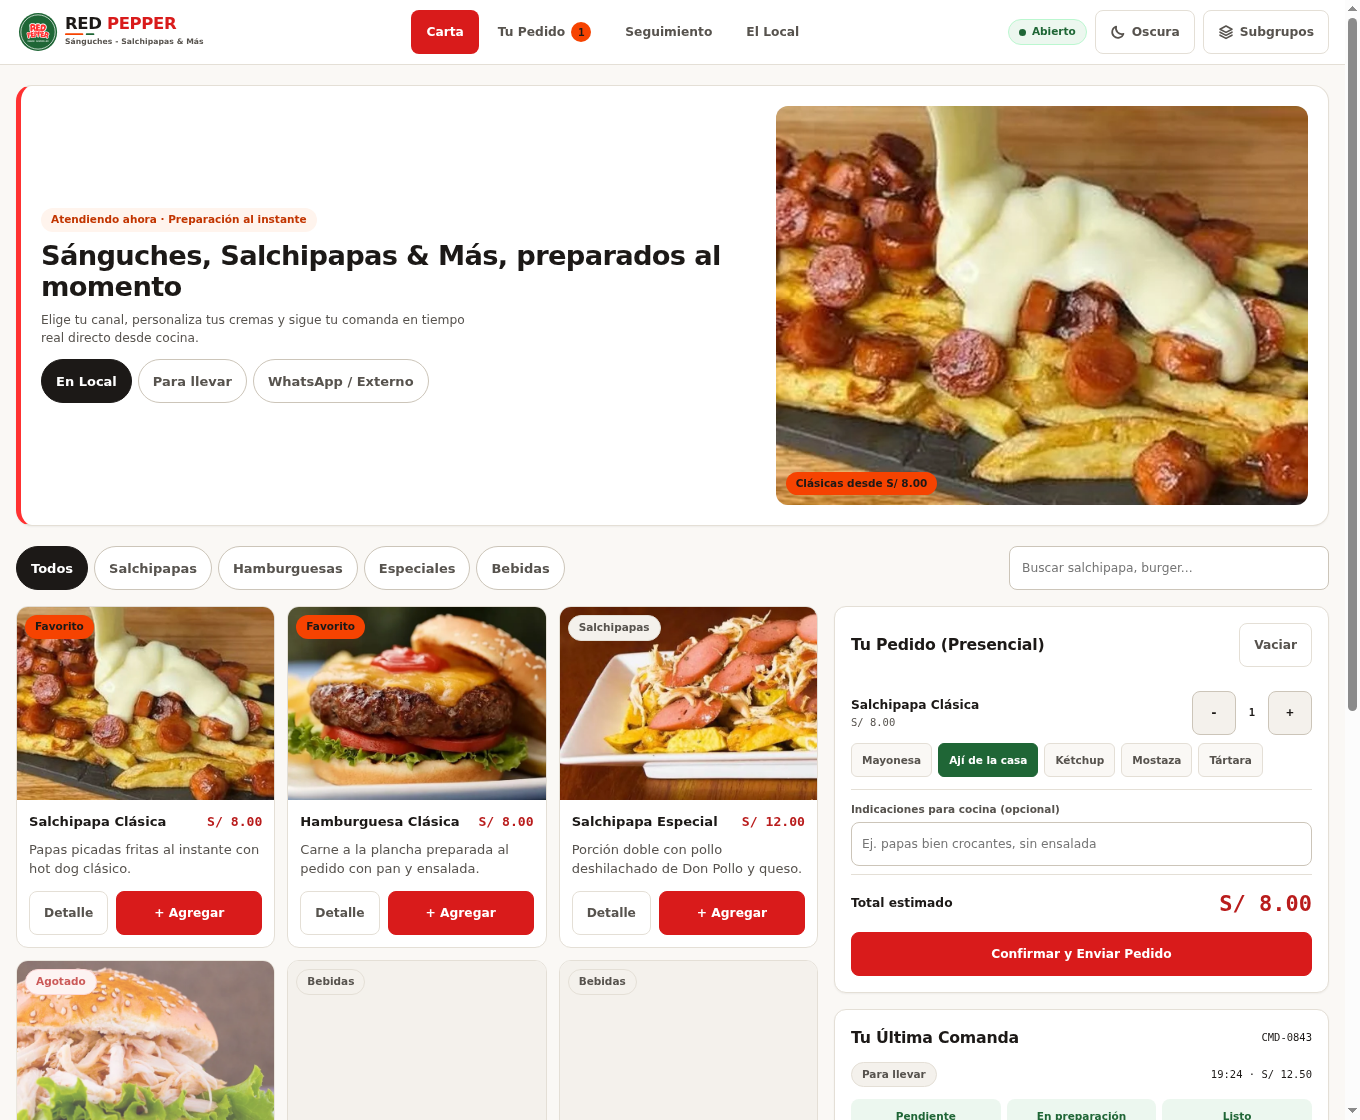 RED PEPPER
RED PEPPER
Sánguches - Salchipapas & Más
Carta
Tu Pedido 1
Seguimiento
El Local
Abierto
Oscura
Subgrupos
Atendiendo ahora · Preparación al instante
Sánguches, Salchipapas & Más, preparados al
momento
Elige tu canal, personaliza tus cremas y sigue tu comanda en tiempo
real directo desde cocina.
En Local
Para llevar
WhatsApp / Externo
Clásicas desde S/ 8.00
Todos
Salchipapas
Hamburguesas
Especiales
Bebidas
Buscar salchipapa, burger...
Favorito
Salchipapa Clásica S/ 8.00
Papas picadas fritas al instante con
hot dog clásico.
Detalle
+ Agregar
Favorito
Hamburguesa Clásica S/ 8.00
Carne a la plancha preparada al
pedido con pan y ensalada.
Detalle
+ Agregar
Salchipapas
Salchipapa Especial S/ 12.00
Porción doble con pollo
deshilachado de Don Pollo y queso.
Detalle
+ Agregar
Agotado
Bebidas
Bebidas
Tu Pedido (Presencial)
Vaciar
Salchipapa Clásica
S/ 8.00
- 1 +
Mayonesa
Ají de la casa
Kétchup
Mostaza
Tártara
Indicaciones para cocina (opcional)
Ej. papas bien crocantes, sin ensalada
Total estimado S/ 8.00
Confirmar y Enviar Pedido
Tu Última Comanda
CMD-0843
Para llevar
19:24 · S/ 12.50
Pendiente
En preparación
Listo